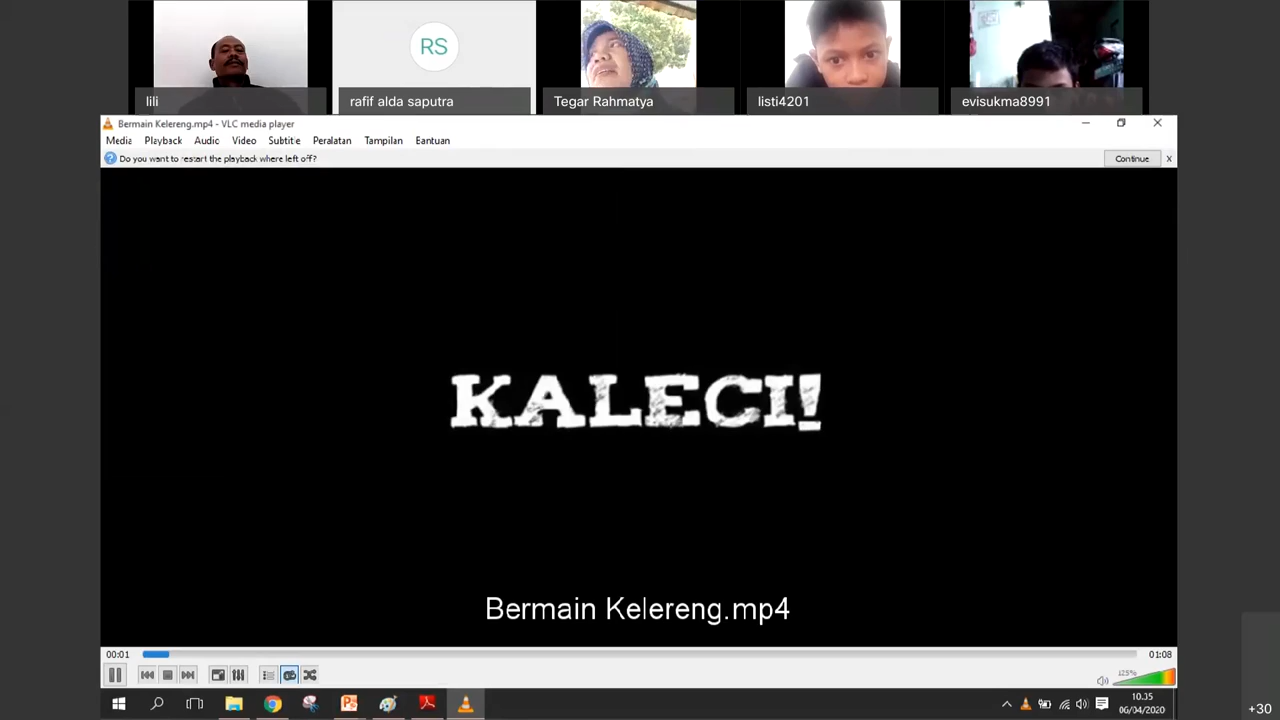 RS
lili
rafif alda saputra
Tegar Rahmatya
listi4201
evisukma8991
Bermain Kelereng.mp4 - VLC media player
Media Playback Audio Video Subtitle Peralatan Tampilan Bantuan
Do you want to restart the playback where left off?
Continue
x
KALECI!
Bermain Kelereng.mp4
00:01
01:08
125%
10.35
06/04/2020
+30